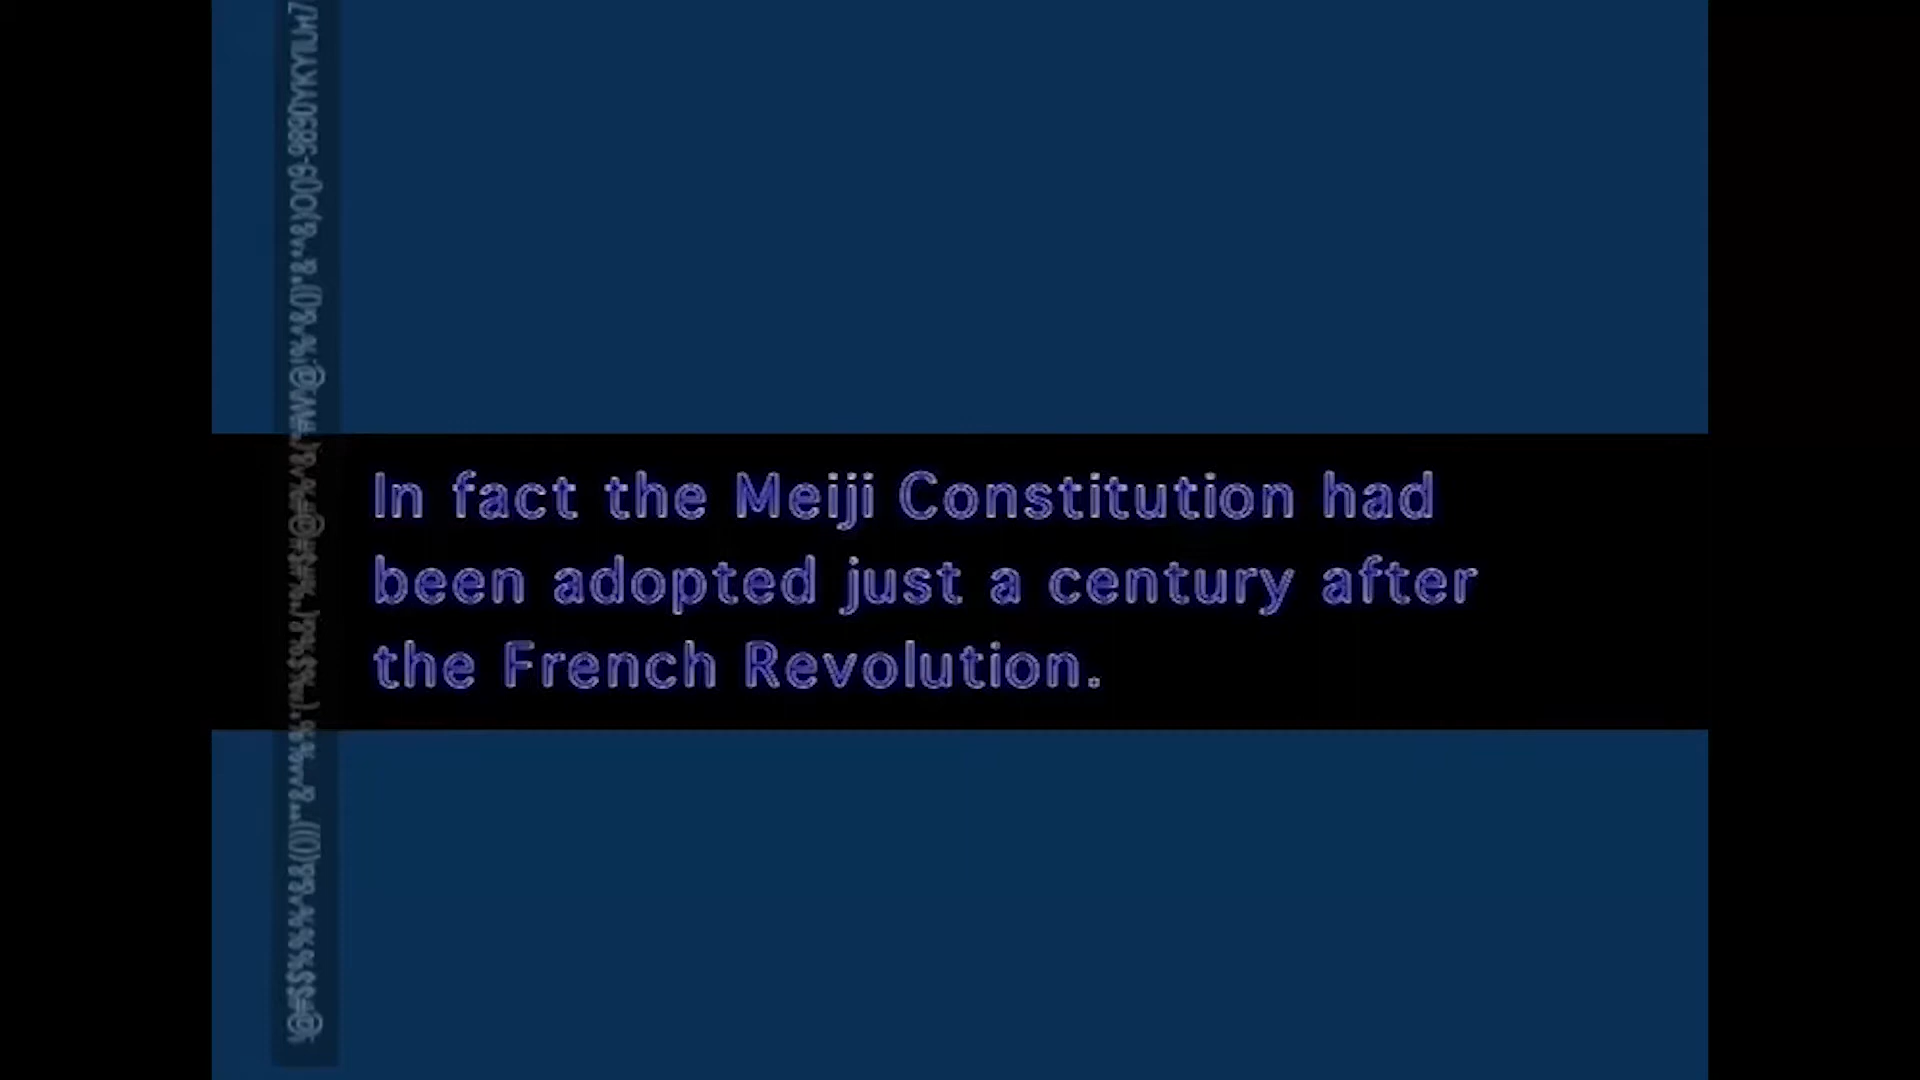 In fact the Meiji Constitution had
been adopted just a century after
the French Revolution.